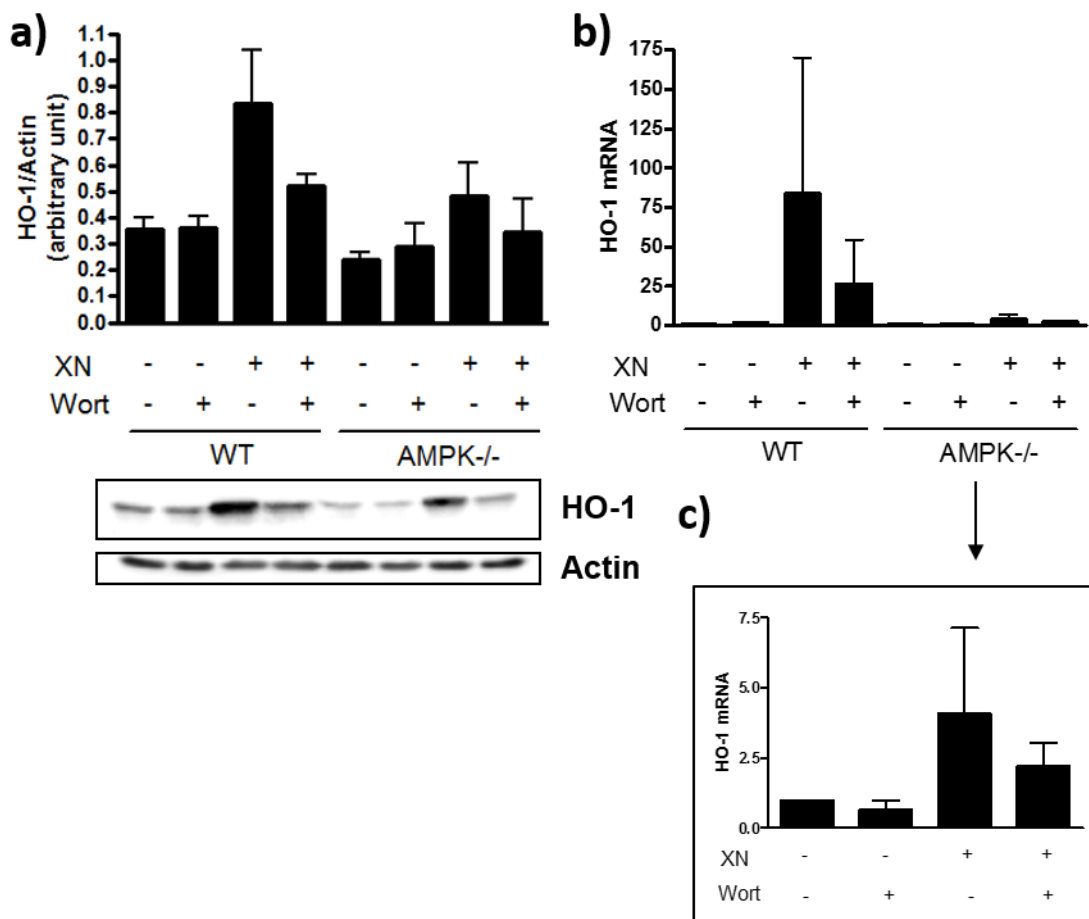 a)
HO-1/Actin
(arbitrary unit)
1.1
1.0
0.9
0.8
0.7
0.6
0.5
0.4
0.3
0.2
0.1
0.0
XN - - + + - - + +
Wort - + - + - + - +
WT AMPK-/-
HO-1
Actin
b)
HO-1 mRNA
175
150
125
100
75
50
25
0
XN - - + + - - + +
Wort - + - + - + - +
WT AMPK-/-
c)
HO-1 mRNA
7.5
5.0
2.5
0.0
XN - - + +
Wort - + - +